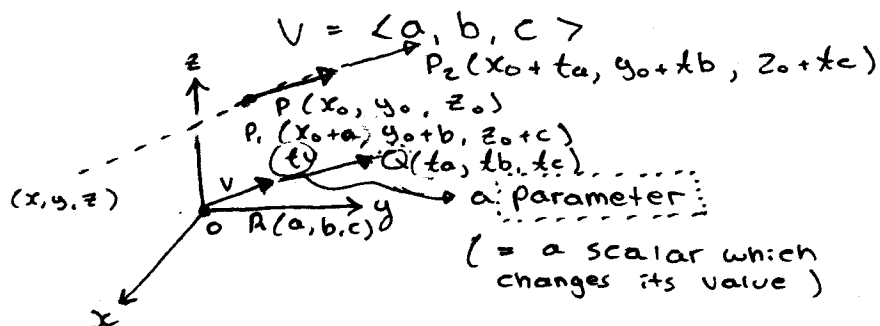 V = <a, b, c>
z
P₂(x₀+ta, y₀+tb, z₀+tc)
P(x₀, y₀, z₀)
P₁(x₀+a, y₀+b, z₀+c)
tv
Q(ta, tb, tc)
(x,y,z)
v
a parameter
O
R(a,b,c)
y
(= a scalar which
changes its value)
x